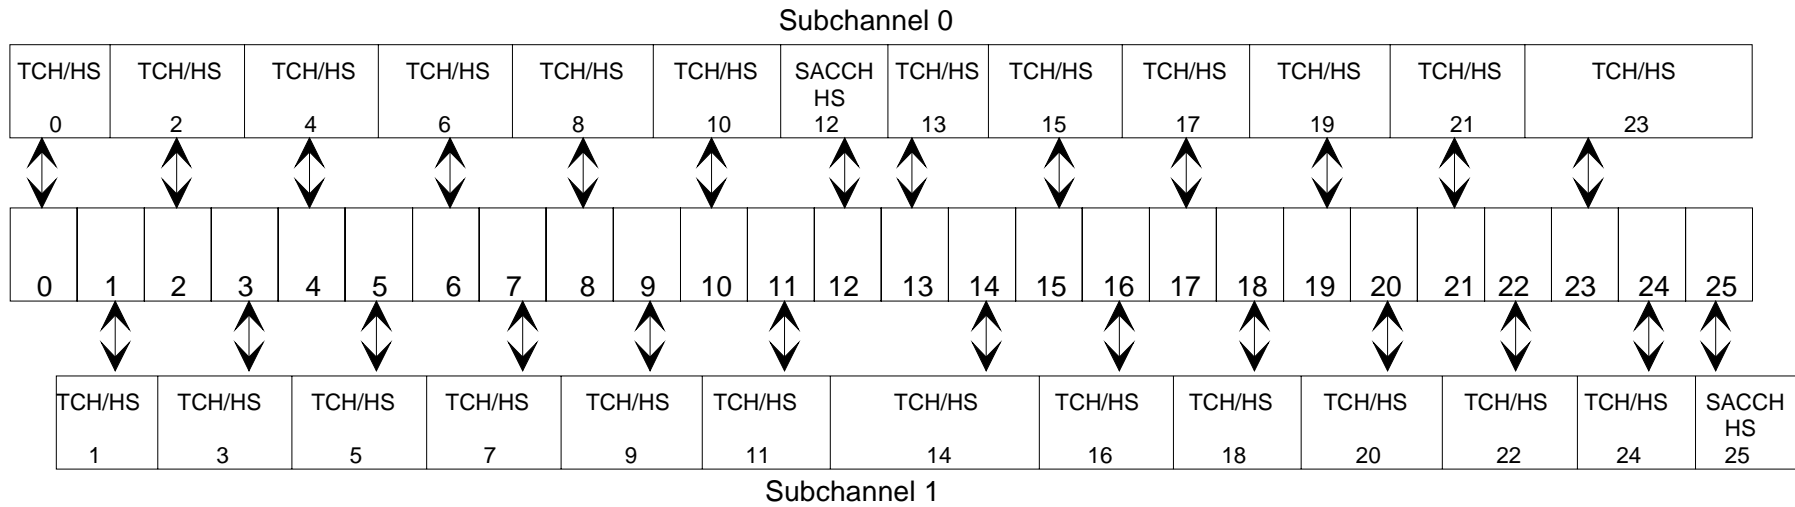 Subchannel 0
TCH/HS TCH/HS TCH/HS TCH/HS TCH/HS TCH/HS SACCH TCH/HS TCH/HS TCH/HS TCH/HS TCH/HS TCH/HS
HS
0 2 4 6 8 10 12 13 15 17 19 21 23
0 1 2 3 4 5 6 7 8 9 10 11 12 13 14 15 16 17 18 19 20 21 22 23 24 25
TCH/HS TCH/HS TCH/HS TCH/HS TCH/HS TCH/HS TCH/HS TCH/HS TCH/HS TCH/HS TCH/HS TCH/HS SACCH
HS
1 3 5 7 9 11 14 16 18 20 22 24 25
Subchannel 1